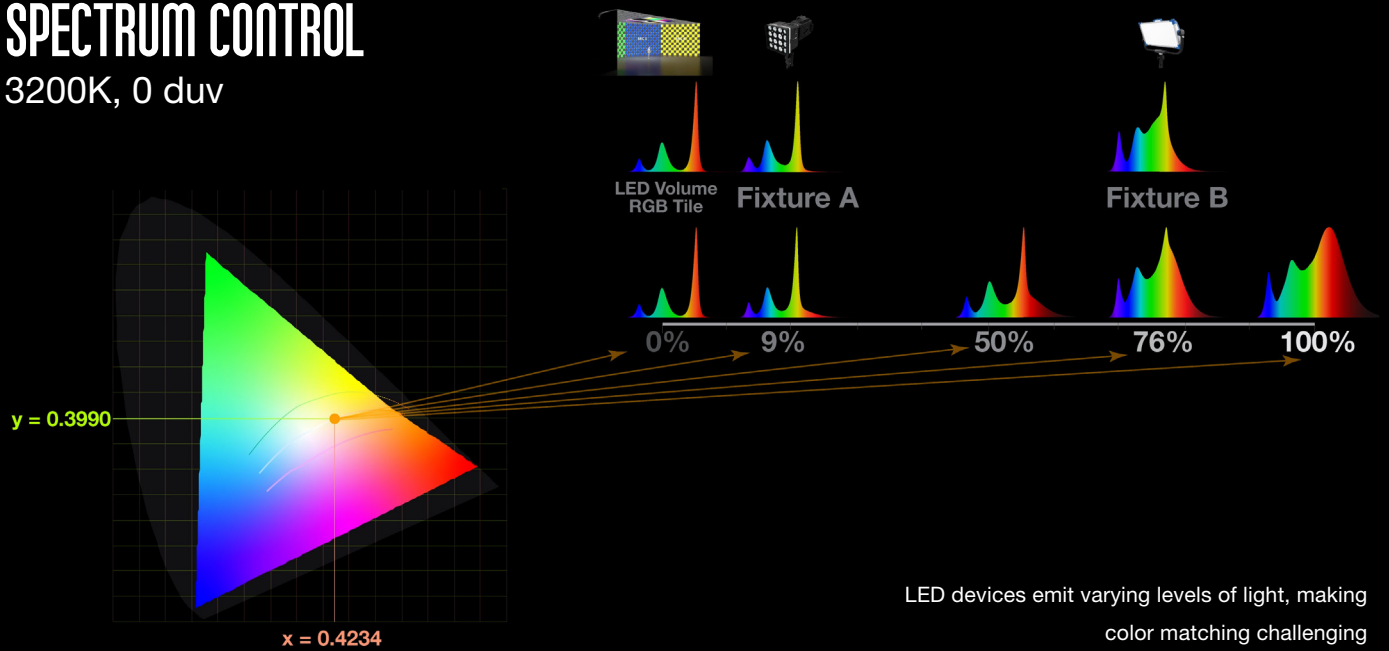 SPECTRUM CONTROL
3200K, 0 duv
LED Volume
RGB Tile
Fixture A
Fixture B
0%
9%
50%
76%
100%
y = 0.3990
x = 0.4234
LED devices emit varying levels of light, making
color matching challenging